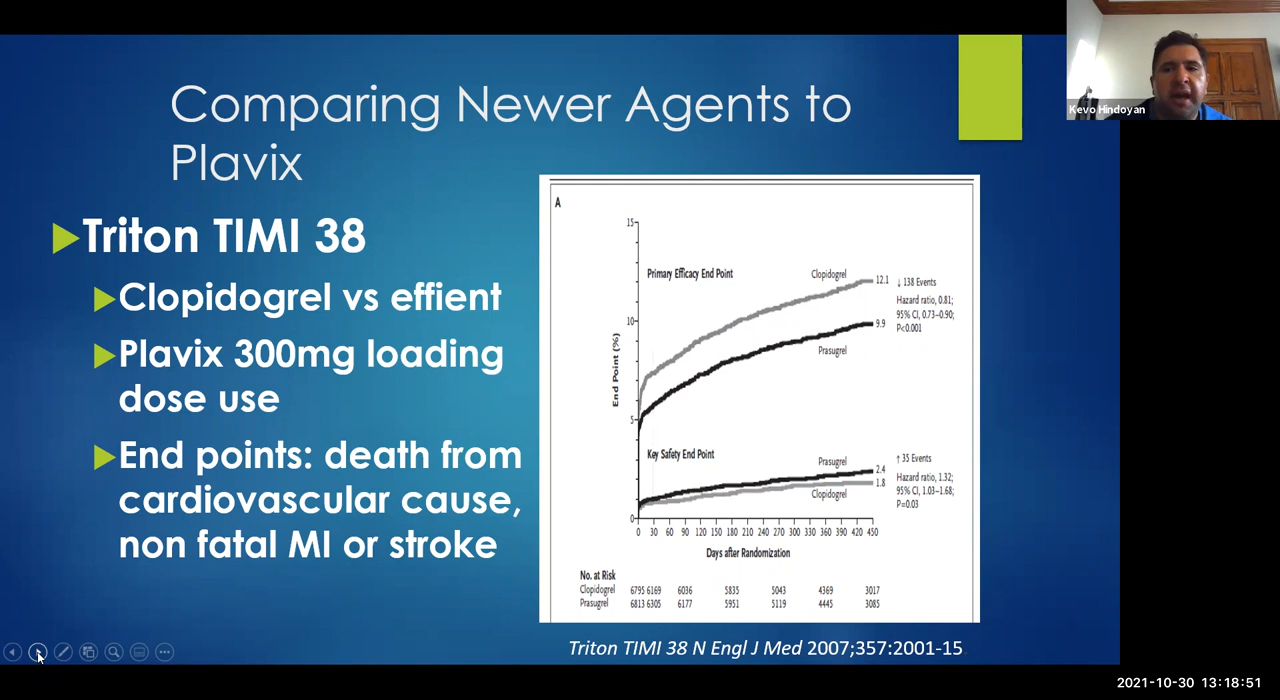 Comparing Newer Agents to
Plavix
Kevo Hindoyan
Triton TIMI 38
Clopidogrel vs effient
Plavix 300mg loading
dose use
End points: death from
cardiovascular cause,
non fatal MI or stroke
A
15
10
5
0
End Point (%)
Primary Efficacy End Point
Clopidogrel
12.1
9.9
Prasugrel
↓ 138 Events
Hazard ratio, 0.81;
95% CI, 0.73–0.90;
P<0.001
Key Safety End Point
Prasugrel
2.4
1.8
Clopidogrel
↑ 35 Events
Hazard ratio, 1.32;
95% CI, 1.03–1.68;
P=0.03
0 30 60 90 120 150 180 210 240 270 300 330 360 390 420 450
Days after Randomization
No. at Risk
Clopidogrel 6795 6169 6036 5835 5043 4369 3017
Prasugrel 6813 6305 6177 5951 5119 4445 3085
Triton TIMI 38 N Engl J Med 2007;357:2001-15
2021-10-30 13:18:51